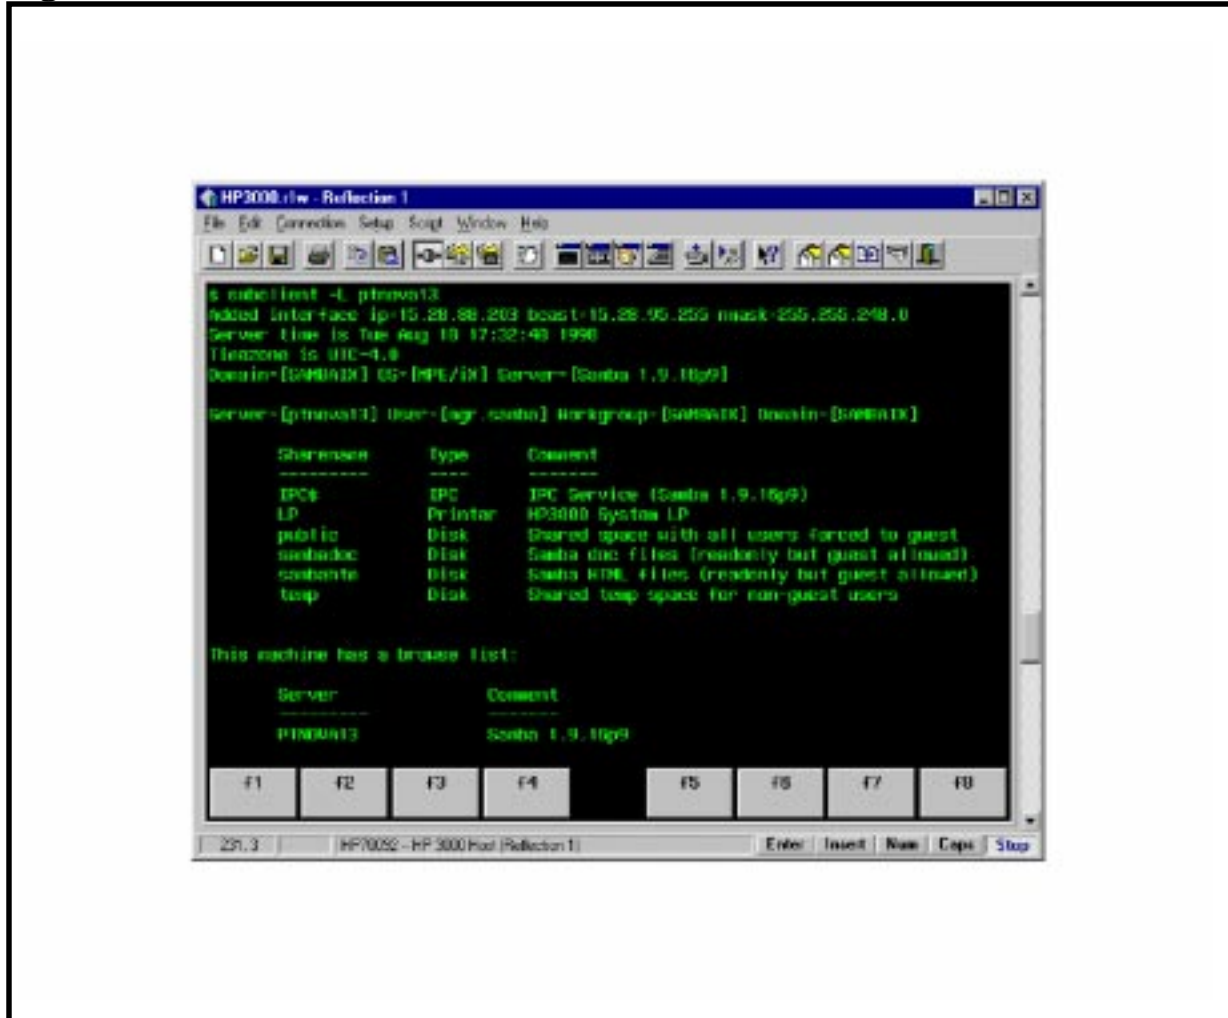 HP3000.r1w - Reflection 1
File Edit Connection Setup Script Window Help
$ smbclient -L ptnova13
Added interface ip=15.28.88.203 bcast=15.28.95.255 nmask=255.255.248.0
Server time is Tue Aug 18 17:32:48 1998
Timezone is UTC-4.0
Domain=[SAMBAIX] OS=[MPE/iX] Server=[Samba 1.9.16p9]
Server=[ptnova13] User=[mgr.samba] Workgroup=[SAMBAIX] Domain=[SAMBAIX]
Sharename Type Comment
--------- ---- -------
IPC$ IPC IPC Service (Samba 1.9.16p9)
LP Printer HP3000 System LP
public Disk Shared space with all users forced to guest
sambadoc Disk Samba doc files (readonly but guest allowed)
sambahtm Disk Samba HTML files (readonly but guest allowed)
temp Disk Shared temp space for non-guest users
This machine has a browse list:
Server Comment
--------- -------
PTNOVA13 Samba 1.9.16p9
f1 f2 f3 f4 f5 f6 f7 f8
231, 3 HP70092 - HP 3000 Host (Reflection 1) Enter Insert Num Caps Stop